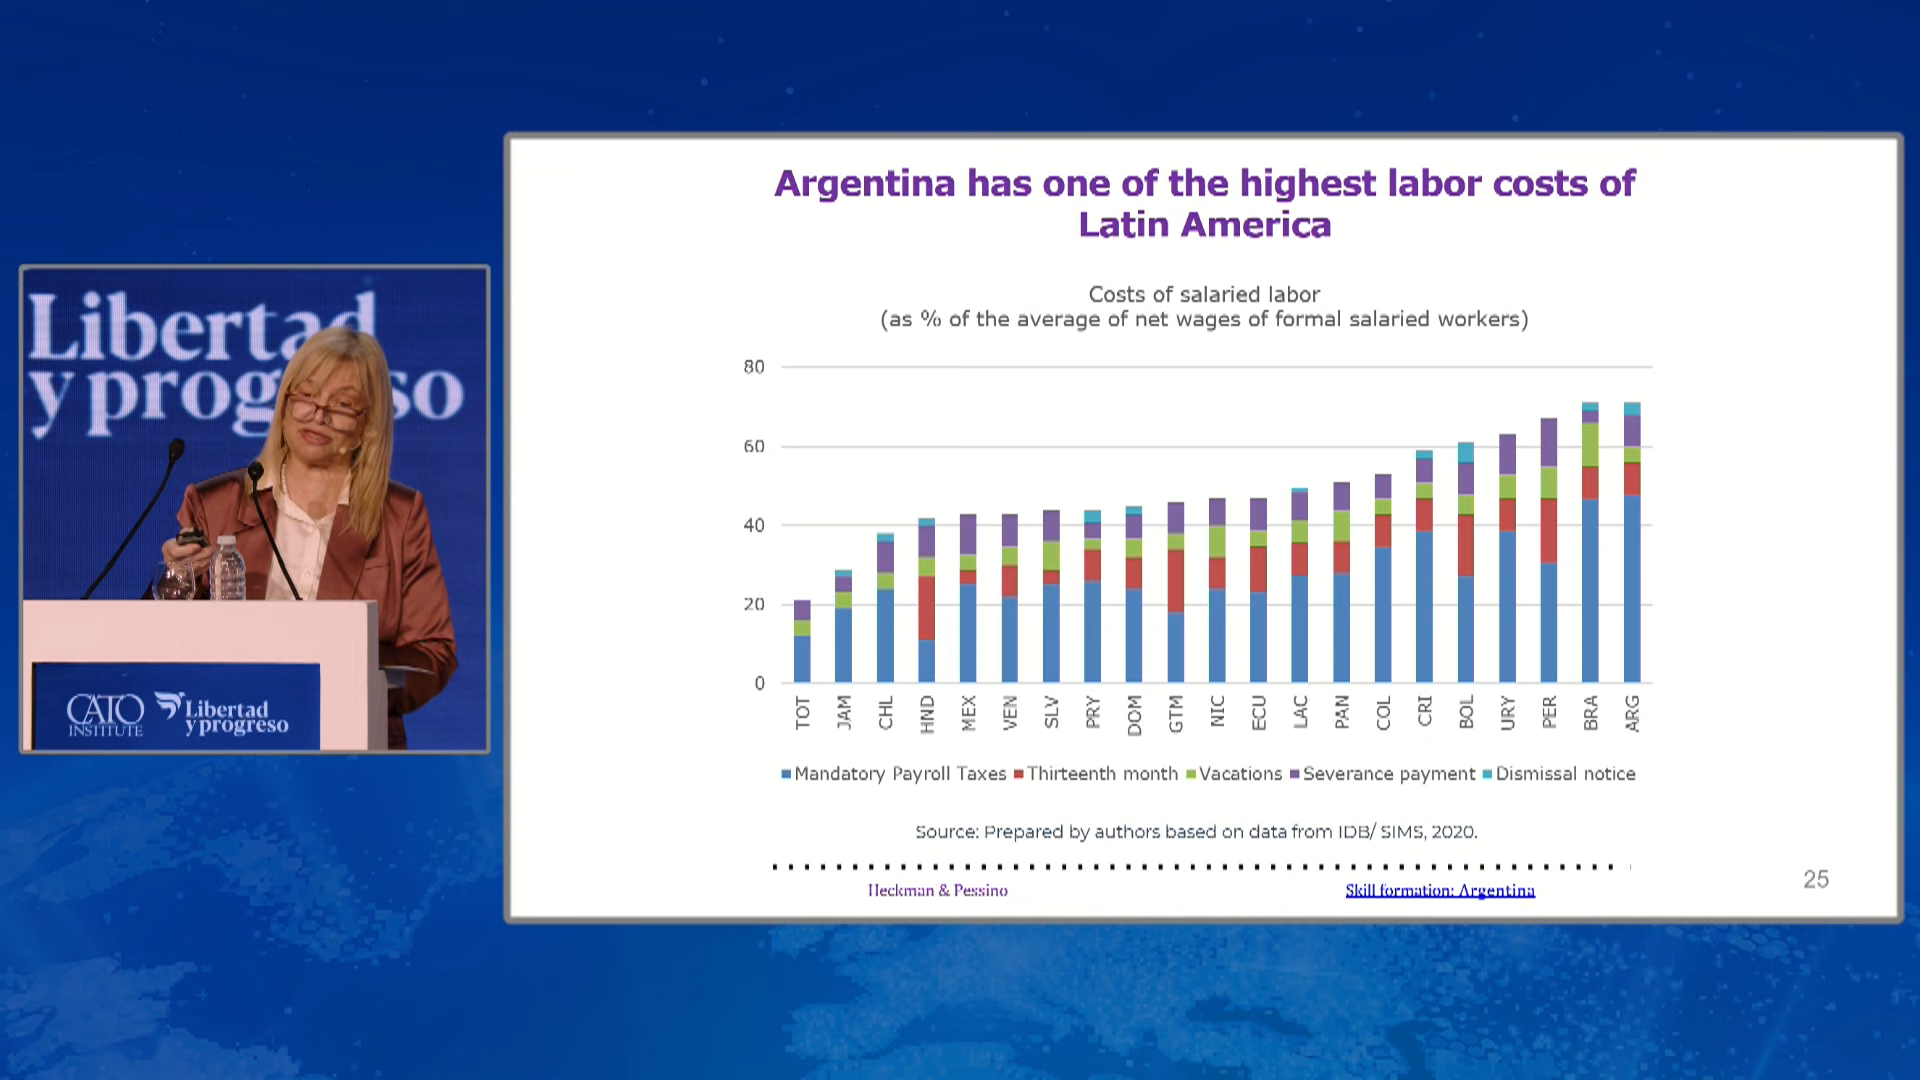 Libertad
y progreso
CATO
INSTITUTE
Libertad
y progreso
Argentina has one of the highest labor costs of
Latin America
Costs of salaried labor
(as % of the average of net wages of formal salaried workers)
80
60
40
20
0
TOT JAM CHL HND MEX VEN SLV PRY DOM GTM NIC ECU LAC PAN COL CRI BOL URY PER BRA ARG
Mandatory Payroll Taxes Thirteenth month Vacations Severance payment Dismissal notice
Source: Prepared by authors based on data from IDB/ SIMS, 2020.
Heckman & Pessino Skill formation: Argentina 25